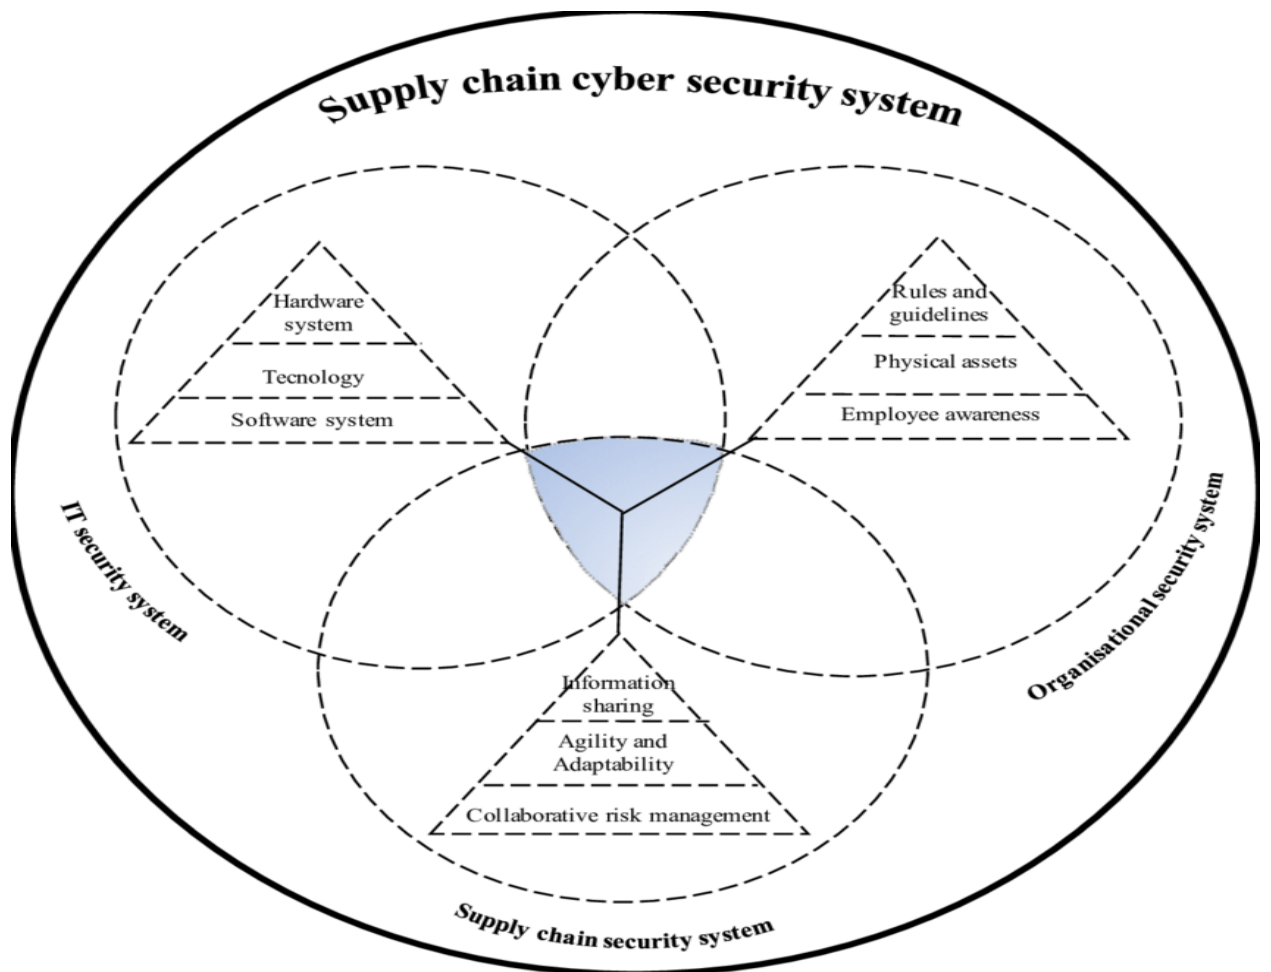 Supply chain cyber security system
Hardware
system
Tecnology
Software system
Rules and
guidelines
Physical assets
Employee awareness
IT security system
Organisational security system
Information
sharing
Agility and
Adaptability
Collaborative risk management
Supply chain security system